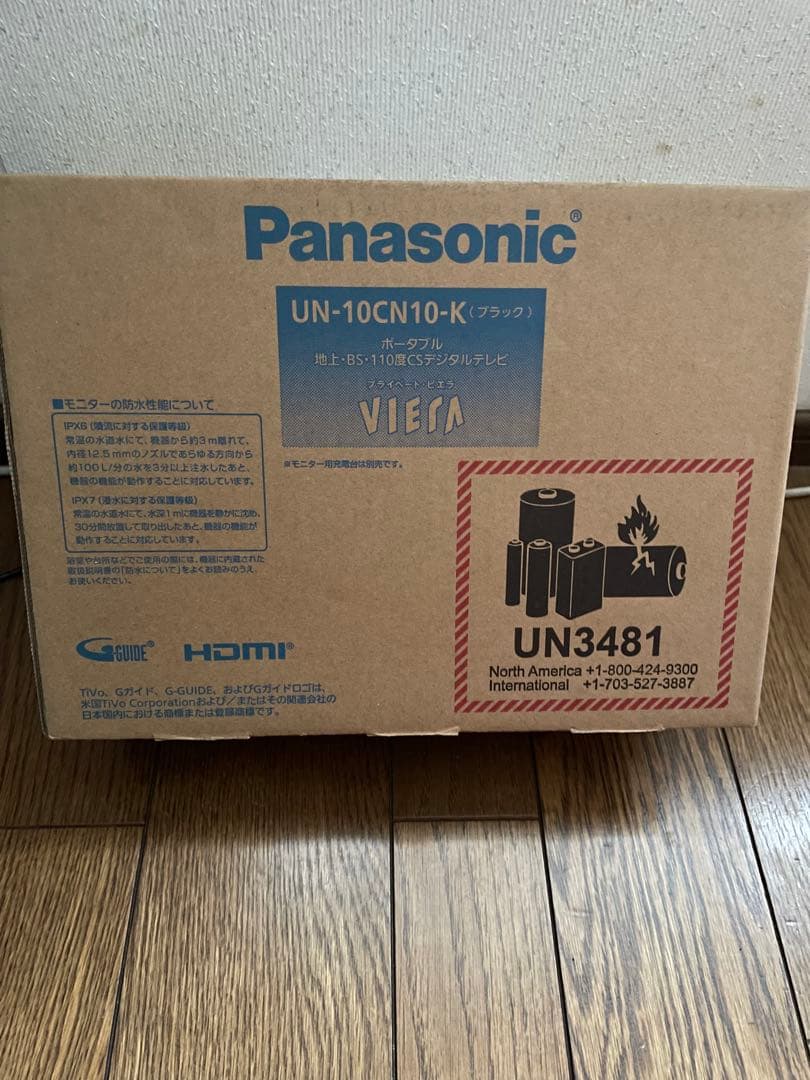 Panasonic®
UN-10CN10-K(ブラック)
ポータブル
地上・BS・110度CSデジタルテレビ
プライベート・ビエラ
VIERA
※モニター用充電台は別売です。
■モニターの防水性能について
IPX6 (噴流に対する保護等級)
常温の水道水にて、機器から約3m離れて、
内径12.5mmのノズルであらゆる方向から
約100L/分の水を3分以上注水したあと、
機器の機能が動作することに対応しています。
IPX7 (浸水に対する保護等級)
常温の水道水にて、水深1mに機器を静かに沈め、
30分間放置して取り出したあと、機器の機能が
動作することに対応しています。
浴室や台所などでご使用の際には、機器に内蔵された
取扱説明書の「防水について」をよくお読みのうえ、
お使いください。
G-GUIDE® HDMI®
TiVo、Gガイド、G-GUIDE、およびGガイドロゴは、
米国TiVo Corporationおよび/またはその関連会社の
日本国内における商標または登録商標です。
UN3481
North America +1-800-424-9300
International +1-703-527-3887